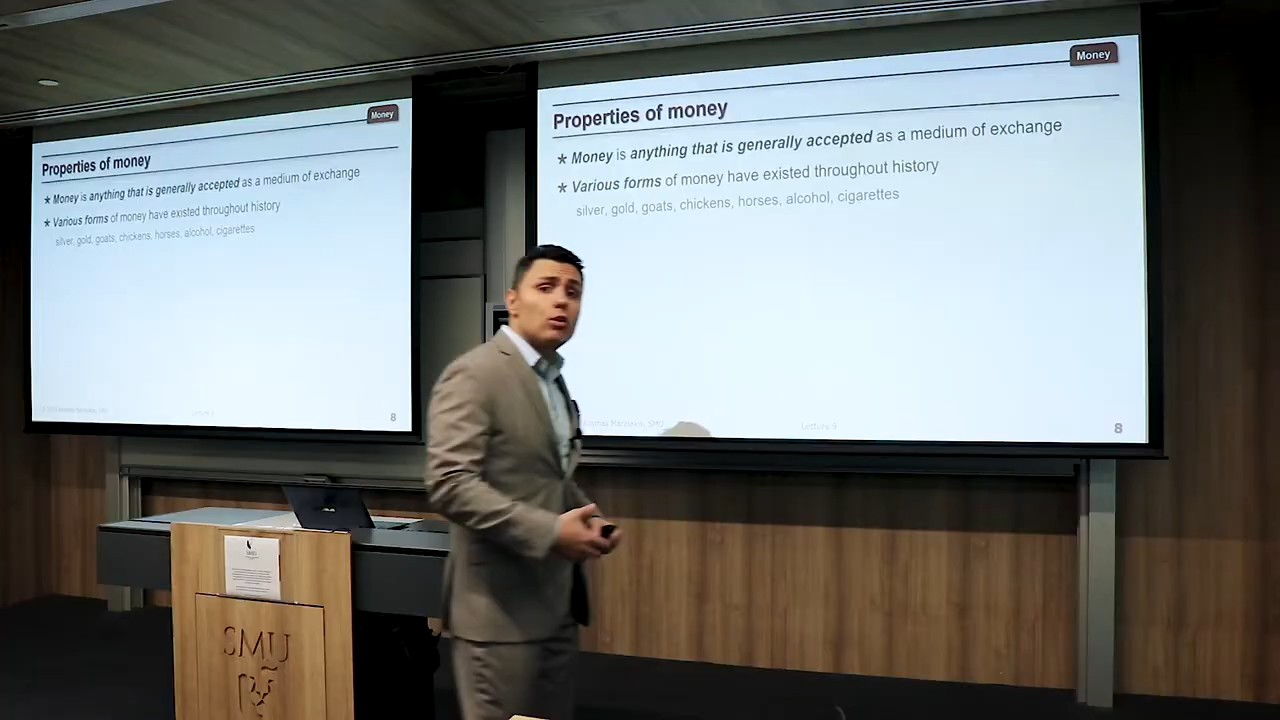 Money
Properties of money
★ Money is anything that is generally accepted as a medium of exchange
★ Various forms of money have existed throughout history
silver, gold, goats, chickens, horses, alcohol, cigarettes
8
Money
Properties of money
★ Money is anything that is generally accepted as a medium of exchange
★ Various forms of money have existed throughout history
silver, gold, goats, chickens, horses, alcohol, cigarettes
SMU
Lecture 9
8
SMU